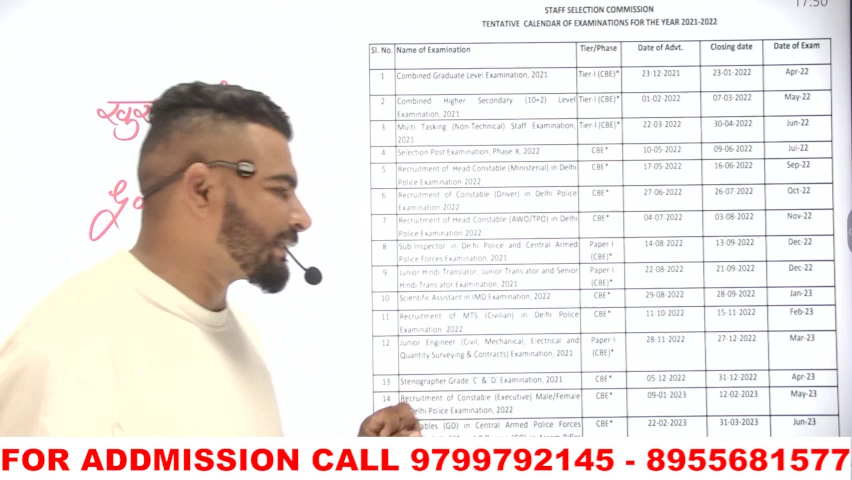 17:50
STAFF SELECTION COMMISSION
TENTATIVE CALENDAR OF EXAMINATIONS FOR THE YEAR 2021-2022
Sl. No. Name of Examination Tier/Phase Date of Advt. Closing date Date of Exam
1 Combined Graduate Level Examination, 2021 Tier-I (CBE)* 23-12-2021 23-01-2022 Apr-22
2 Combined Higher Secondary (10+2) Level Tier-I (CBE)* 01-02-2022 07-03-2022 May-22
Examination, 2021
3 Multi Tasking (Non-Technical) Staff Examination, Tier-I (CBE)* 22-03-2022 30-04-2022 Jun-22
2021
4 Selection Post Examination, Phase X, 2022 CBE* 10-05-2022 09-06-2022 Jul-22
5 Recruitment of Head Constable (Ministerial) in Delhi CBE* 17-05-2022 16-06-2022 Sep-22
Police Examination 2022
6 Recruitment of Constable (Driver) in Delhi Police CBE* 27-06-2022 26-07-2022 Oct-22
Examination 2022
7 Recruitment of Head Constable (AWO/TPO) in Delhi CBE* 04-07-2022 03-08-2022 Nov-22
Police Examination 2022
8 Sub-Inspector in Delhi Police and Central Armed Paper-I 14-08-2022 13-09-2022 Dec-22
Police Forces Examination, 2021 (CBE)*
9 Junior Hindi Translator, Junior Translator and Senior Paper-I 22-08-2022 21-09-2022 Dec-22
Hindi Translator Examination, 2021 (CBE)*
10 Scientific Assistant in IMD Examination, 2022 CBE* 29-08-2022 28-09-2022 Jan-23
11 Recruitment of MTS (Civilian) in Delhi Police CBE* 11-10-2022 15-11-2022 Feb-23
Examination 2022
12 Junior Engineer (Civil, Mechanical, Electrical and Paper-I 28-11-2022 27-12-2022 Mar-23
Quantity Surveying & Contracts) Examination, 2021 (CBE)*
13 Stenographer Grade 'C' & 'D' Examination, 2021 CBE* 05-12-2022 31-12-2022 Apr-23
14 Recruitment of Constable (Executive) Male/Female CBE* 09-01-2023 12-02-2023 May-23
Delhi Police Examination, 2022
(GD) in Central Armed Police Forces CBE* 22-02-2023 31-03-2023 Jun-23
FOR ADDMISSION CALL 9799792145 - 8955681577